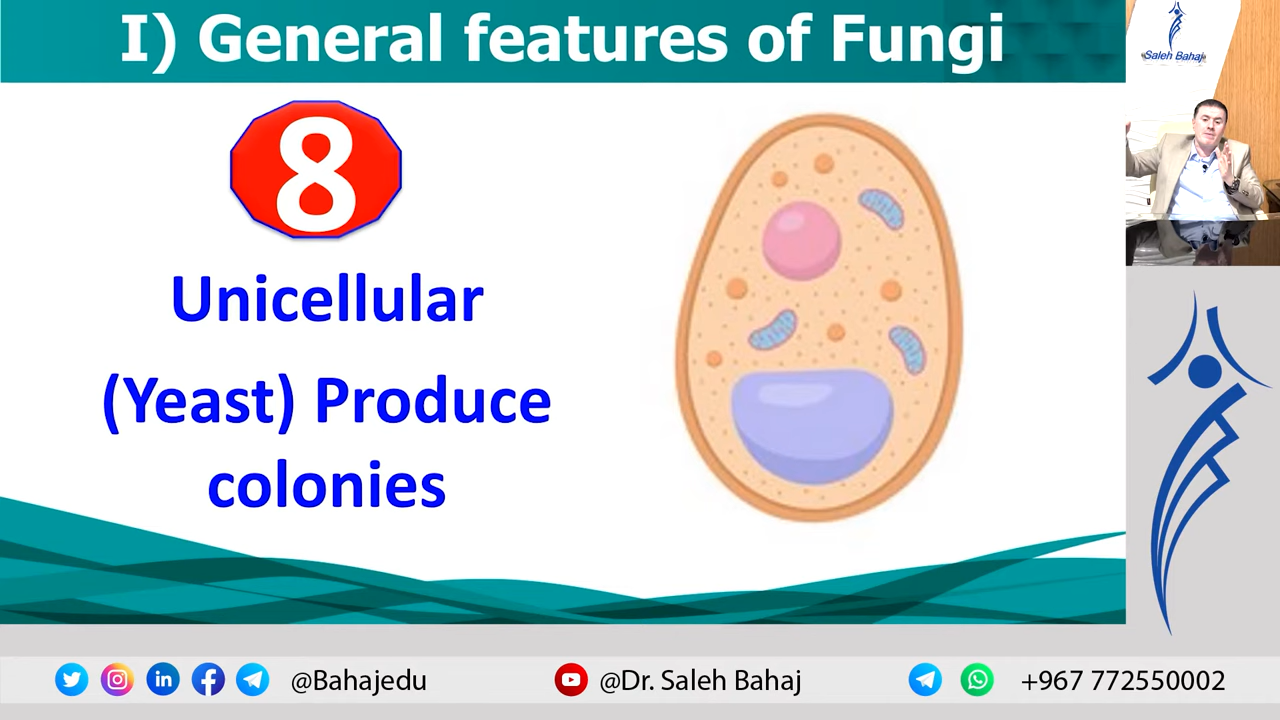 I) General features of Fungi
Saleh Bahaj
8
Unicellular
(Yeast) Produce
colonies
@Bahajedu
@Dr. Saleh Bahaj
+967 772550002